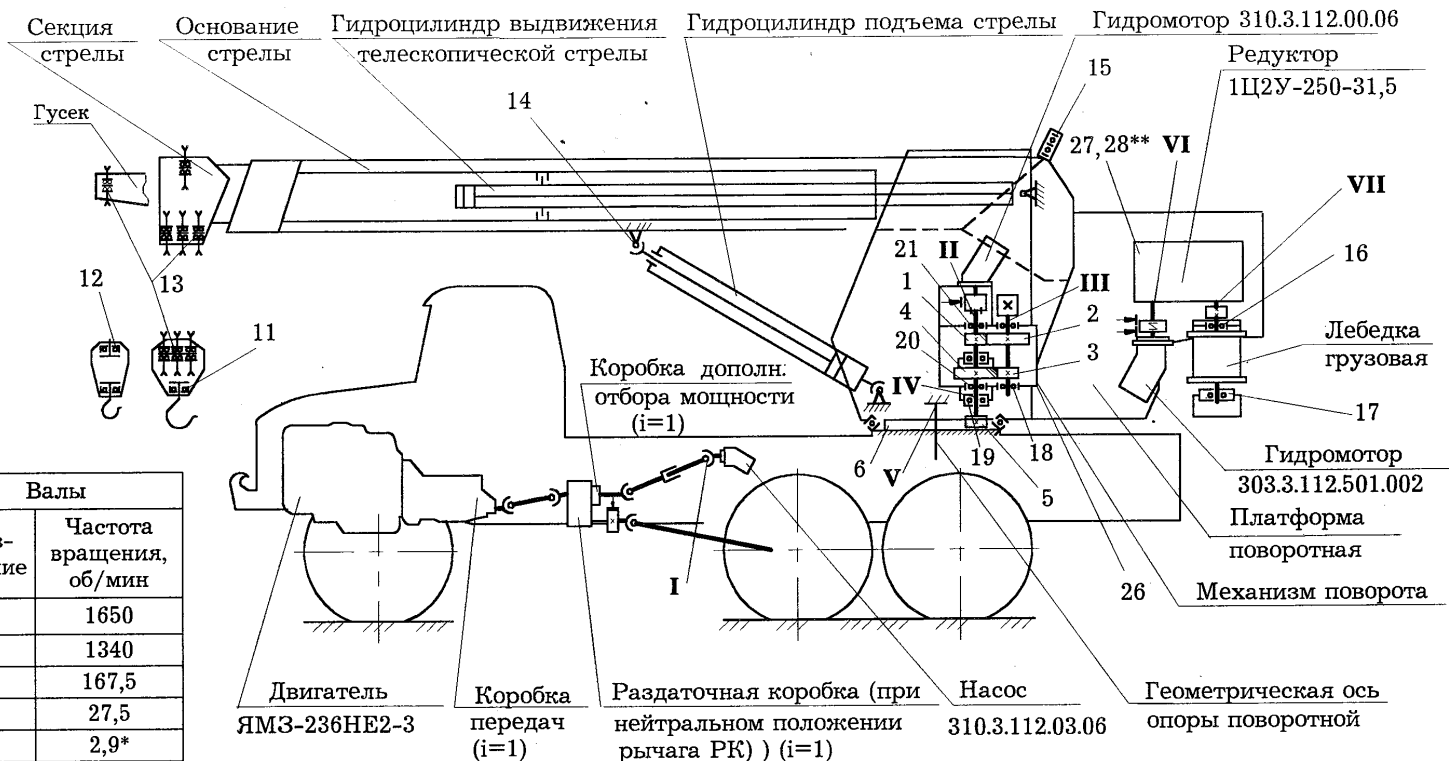 Секция
стрелы
Основание
стрелы
Гидроцилиндр выдвижения
телескопической стрелы
Гидроцилиндр подъема стрелы
Гидромотор 310.3.112.00.06
Редуктор
1Ц2У-250-31,5
Гусек
14
15
27, 28** VI
VII
16
12
13
11
21
II
1
4
20
IV
III
2
3
Лебедка
грузовая
17
Коробка дополн.
отбора мощности
(i=1)
6
V
19
18
5
Гидромотор
303.3.112.501.002
Платформа
поворотная
26
Механизм поворота
I
Валы
Частота
вращения,
об/мин
1650
1340
167,5
27,5
2,9*
Двигатель
ЯМЗ-236НЕ2-3
Коробка
передач
(i=1)
Раздаточная коробка (при
нейтральном положении
рычага РК) ) (i=1)
Насос
310.3.112.03.06
Геометрическая ось
опоры поворотной